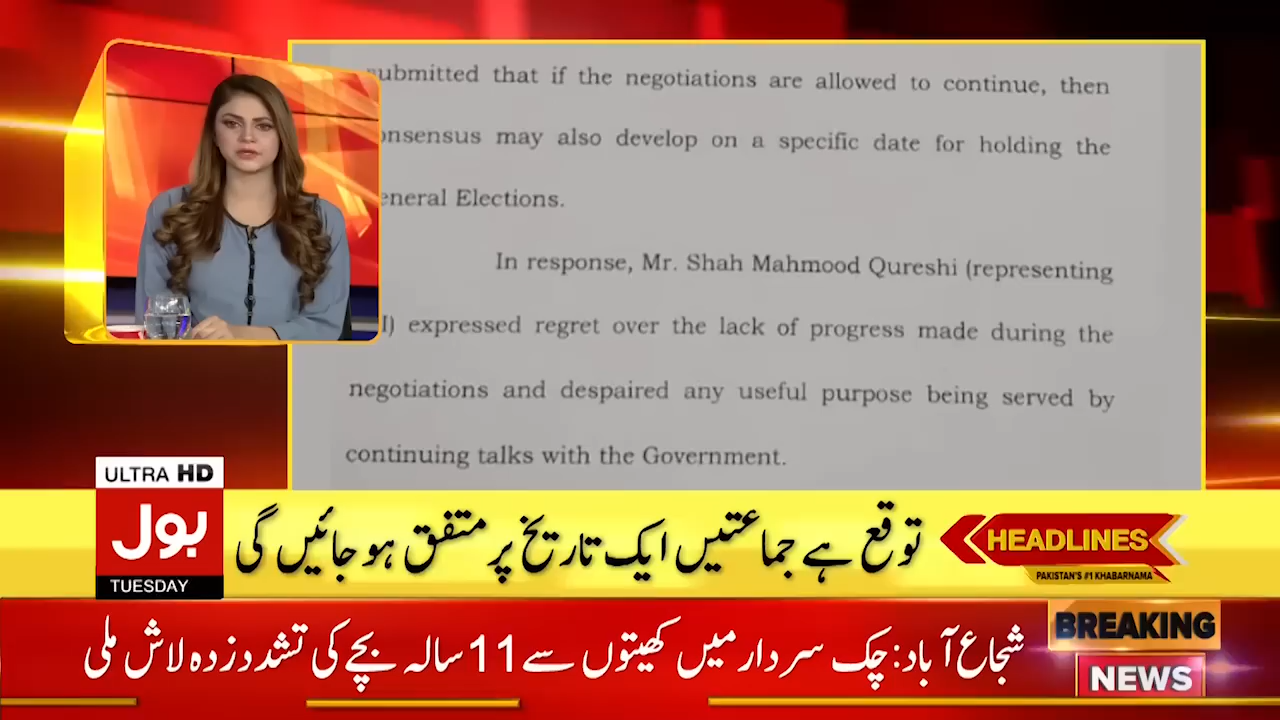 submitted that if the negotiations are allowed to continue, then
onsensus may also develop on a specific date for holding the
eneral Elections.
In response, Mr. Shah Mahmood Qureshi (representing
I) expressed regret over the lack of progress made during the
negotiations and despaired any useful purpose being served by
continuing talks with the Government.
ULTRA HD
بول
TUESDAY
توقع ہے جماعتیں ایک تاریخ پر متفق ہوجائیں گی
HEADLINES
PAKISTAN'S #1 KHABARNAMA
شجاع آباد: چک سردار میں کھیتوں سے 11 سالہ بچے کی تشدد زدہ لاش ملی
BREAKING
NEWS